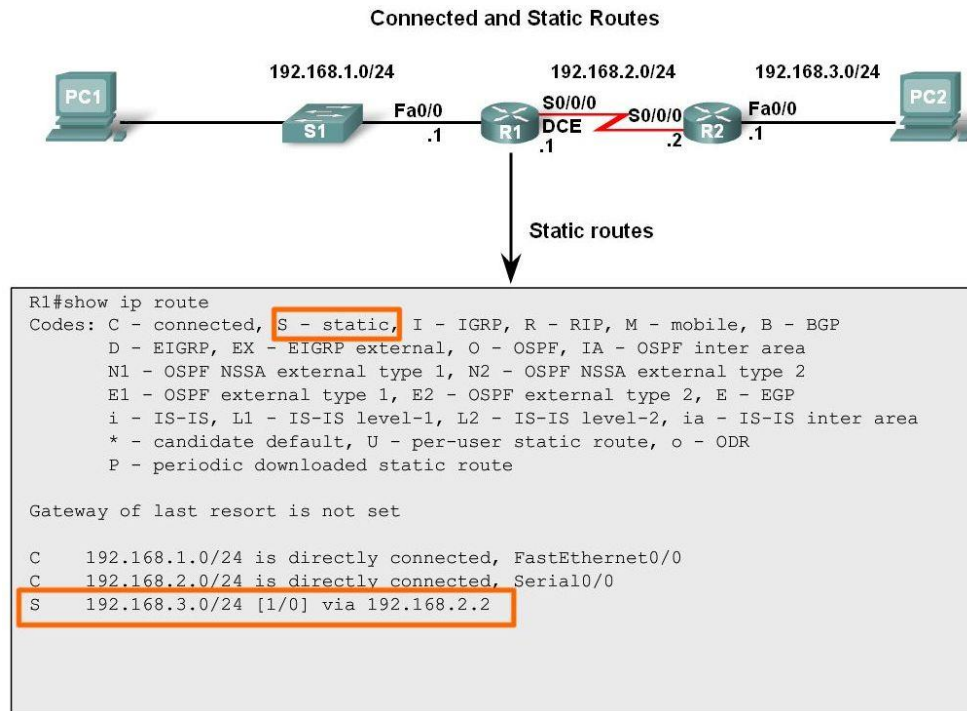 Connected and Static Routes
192.168.1.0/24
192.168.2.0/24
192.168.3.0/24
PC1
S1
Fa0/0
.1
R1
S0/0/0
DCE
.1
S0/0/0
.2
R2
Fa0/0
.1
PC2
Static routes
R1#show ip route
Codes: C - connected, S - static, I - IGRP, R - RIP, M - mobile, B - BGP
D - EIGRP, EX - EIGRP external, O - OSPF, IA - OSPF inter area
N1 - OSPF NSSA external type 1, N2 - OSPF NSSA external type 2
E1 - OSPF external type 1, E2 - OSPF external type 2, E - EGP
i - IS-IS, L1 - IS-IS level-1, L2 - IS-IS level-2, ia - IS-IS inter area
* - candidate default, U - per-user static route, o - ODR
P - periodic downloaded static route
Gateway of last resort is not set
C 192.168.1.0/24 is directly connected, FastEthernet0/0
C 192.168.2.0/24 is directly connected, Serial0/0
S 192.168.3.0/24 [1/0] via 192.168.2.2